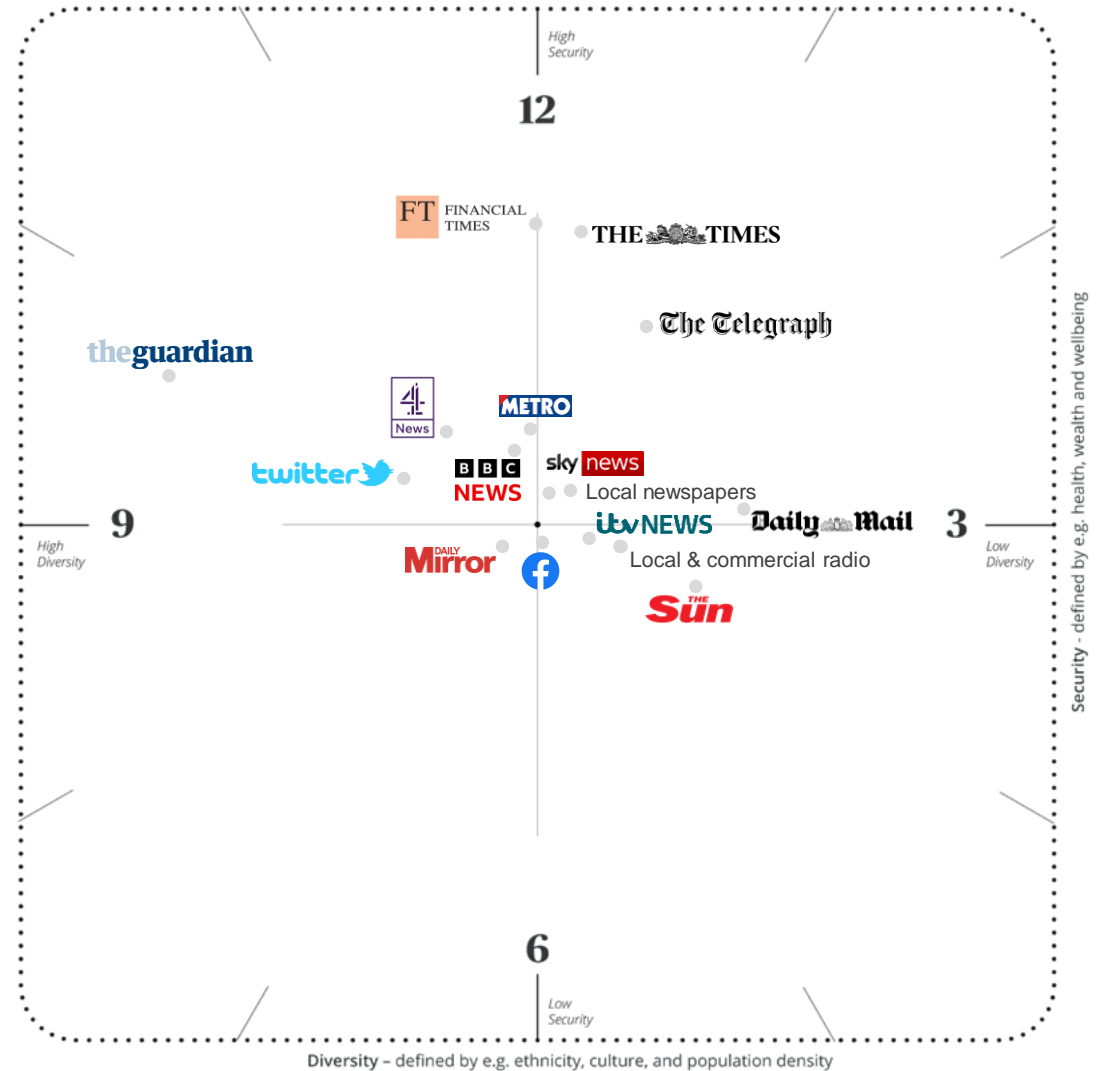 High
Security
12
FT FINANCIAL
TIMES
THE TIMES
The Telegraph
theguardian
4
News
METRO
twitter
BBC
NEWS
sky news
Local newspapers
9
High
Diversity
itv NEWS
Daily Mail
3
Low
Diversity
DAILY
Mirror
f
Local & commercial radio
THE
Sun
6
Low
Security
Diversity – defined by e.g. ethnicity, culture, and population density
Security - defined by e.g. health, wealth and wellbeing